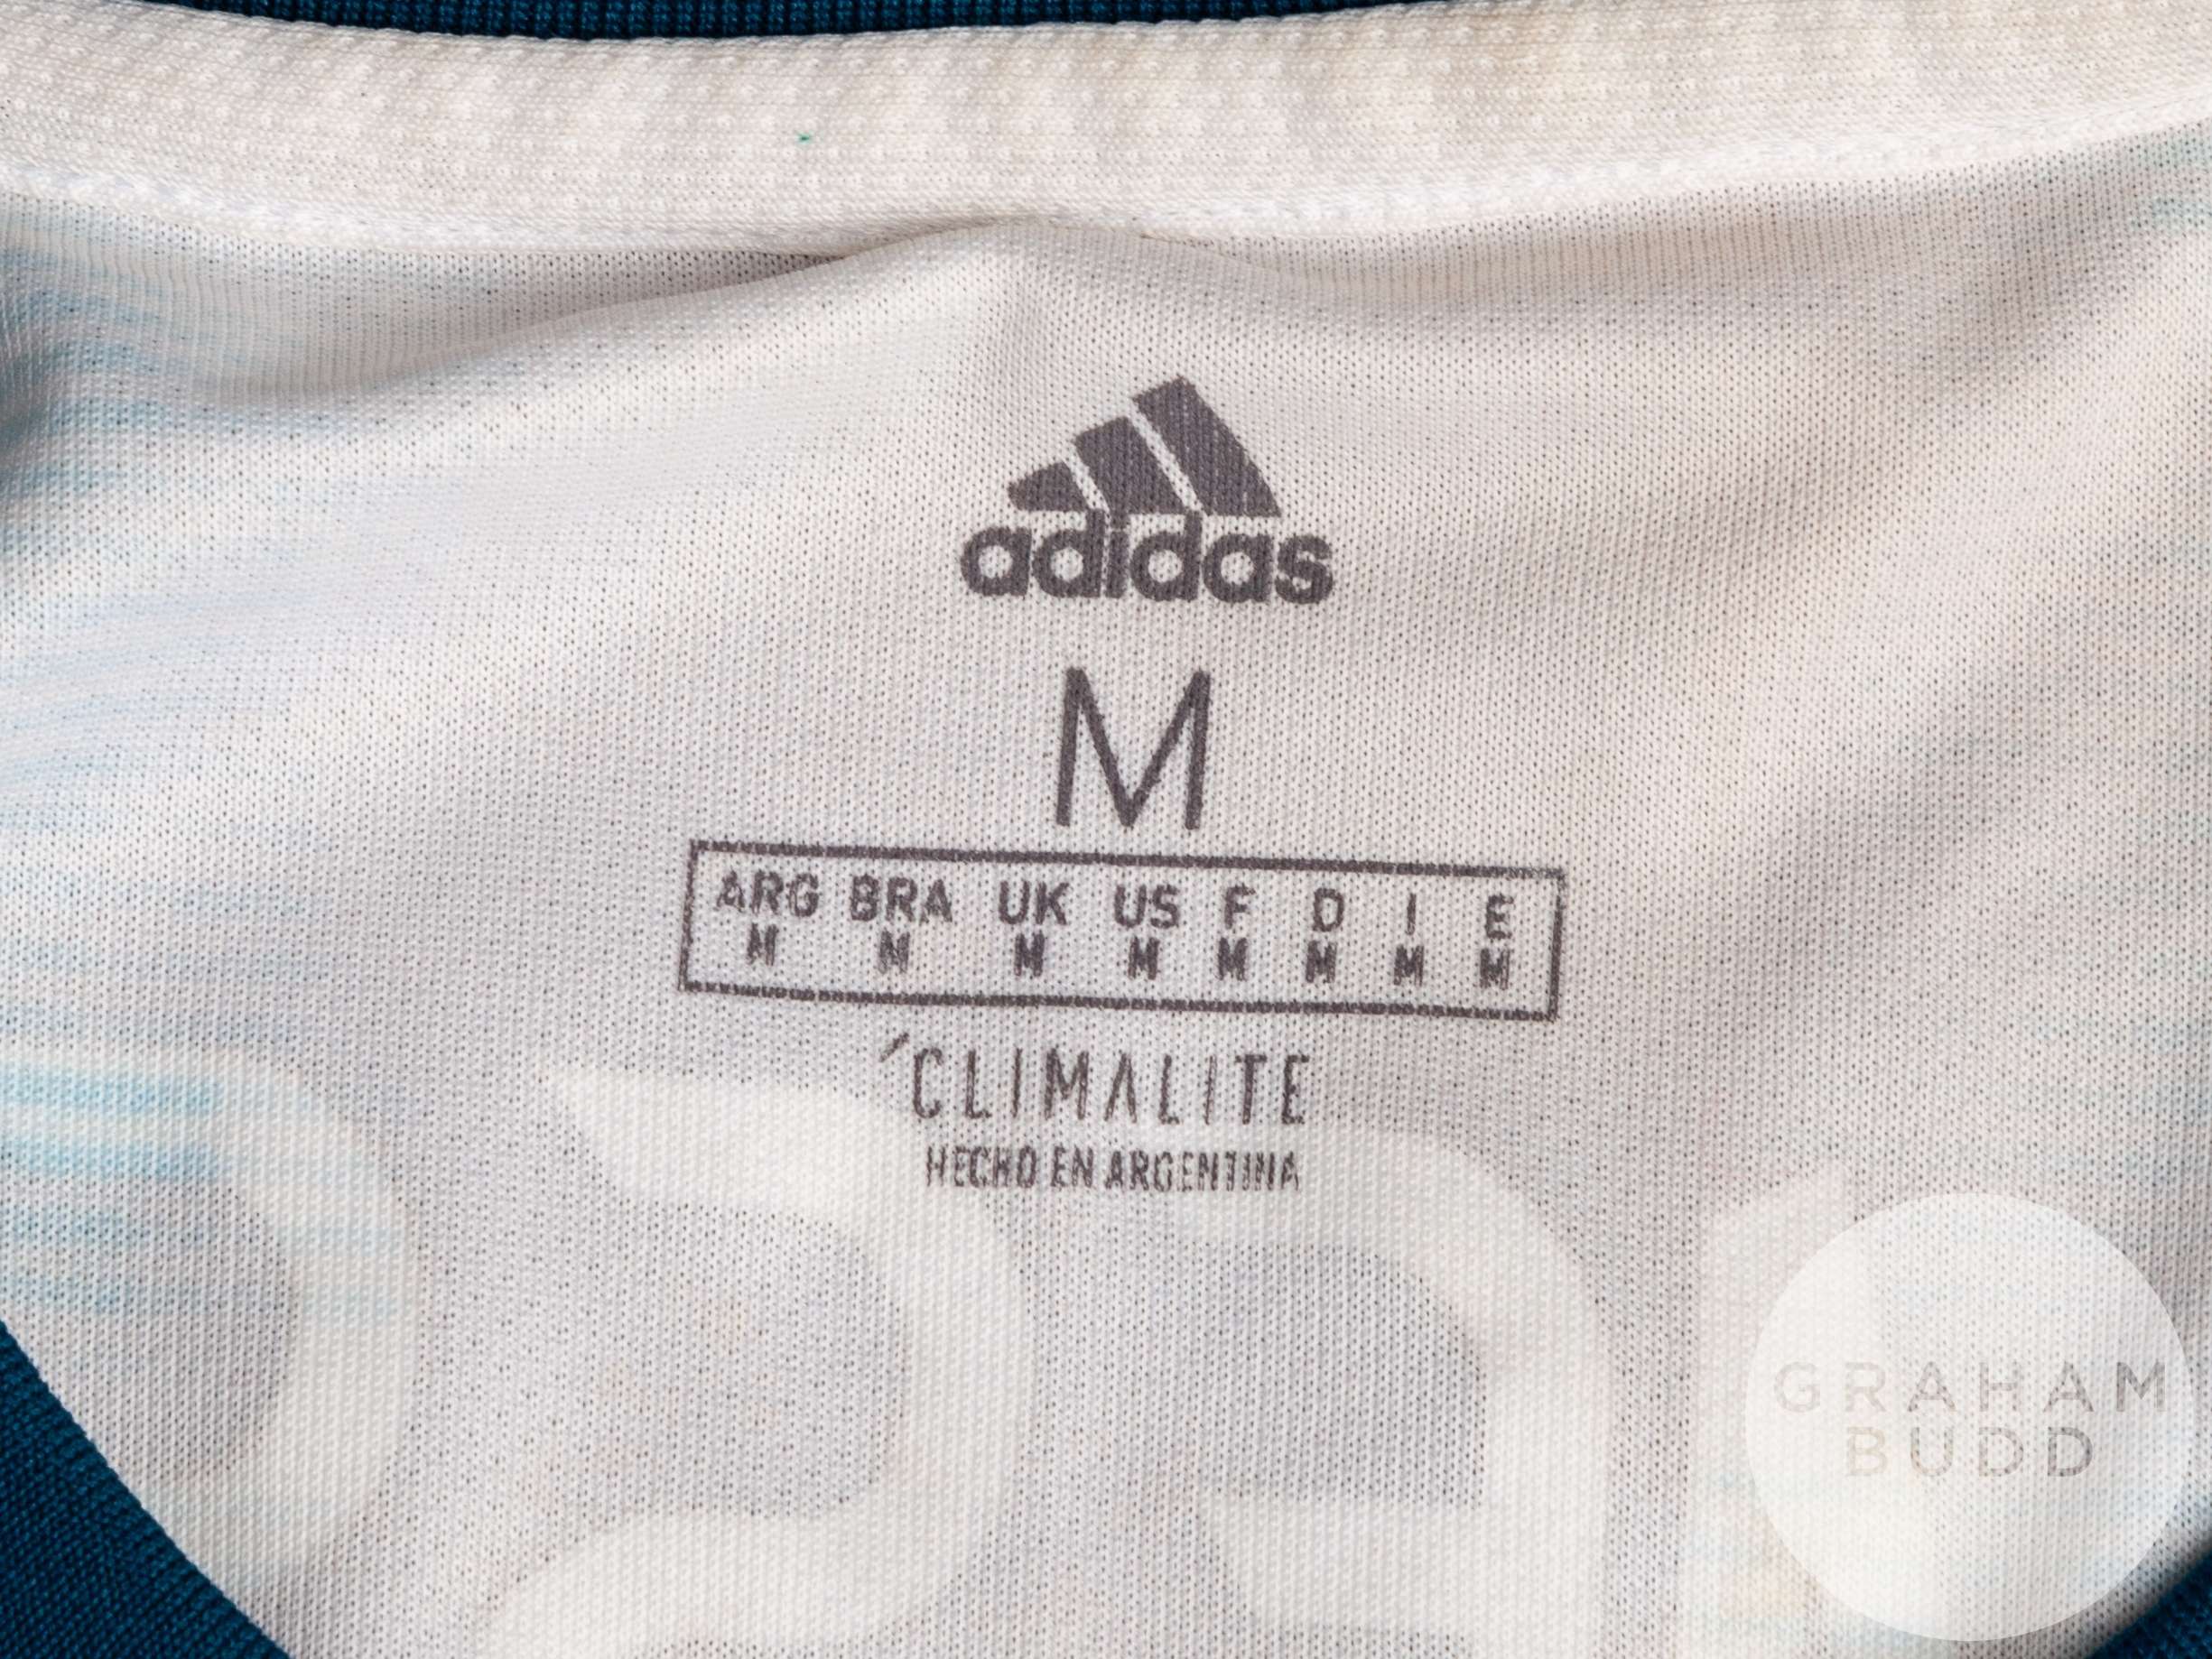 adidas
M
ARG BRA UK US F D I E
M M M M M M M M
´CLIMALITE
HECHO EN ARGENTINA
GRAHAM
BUDD